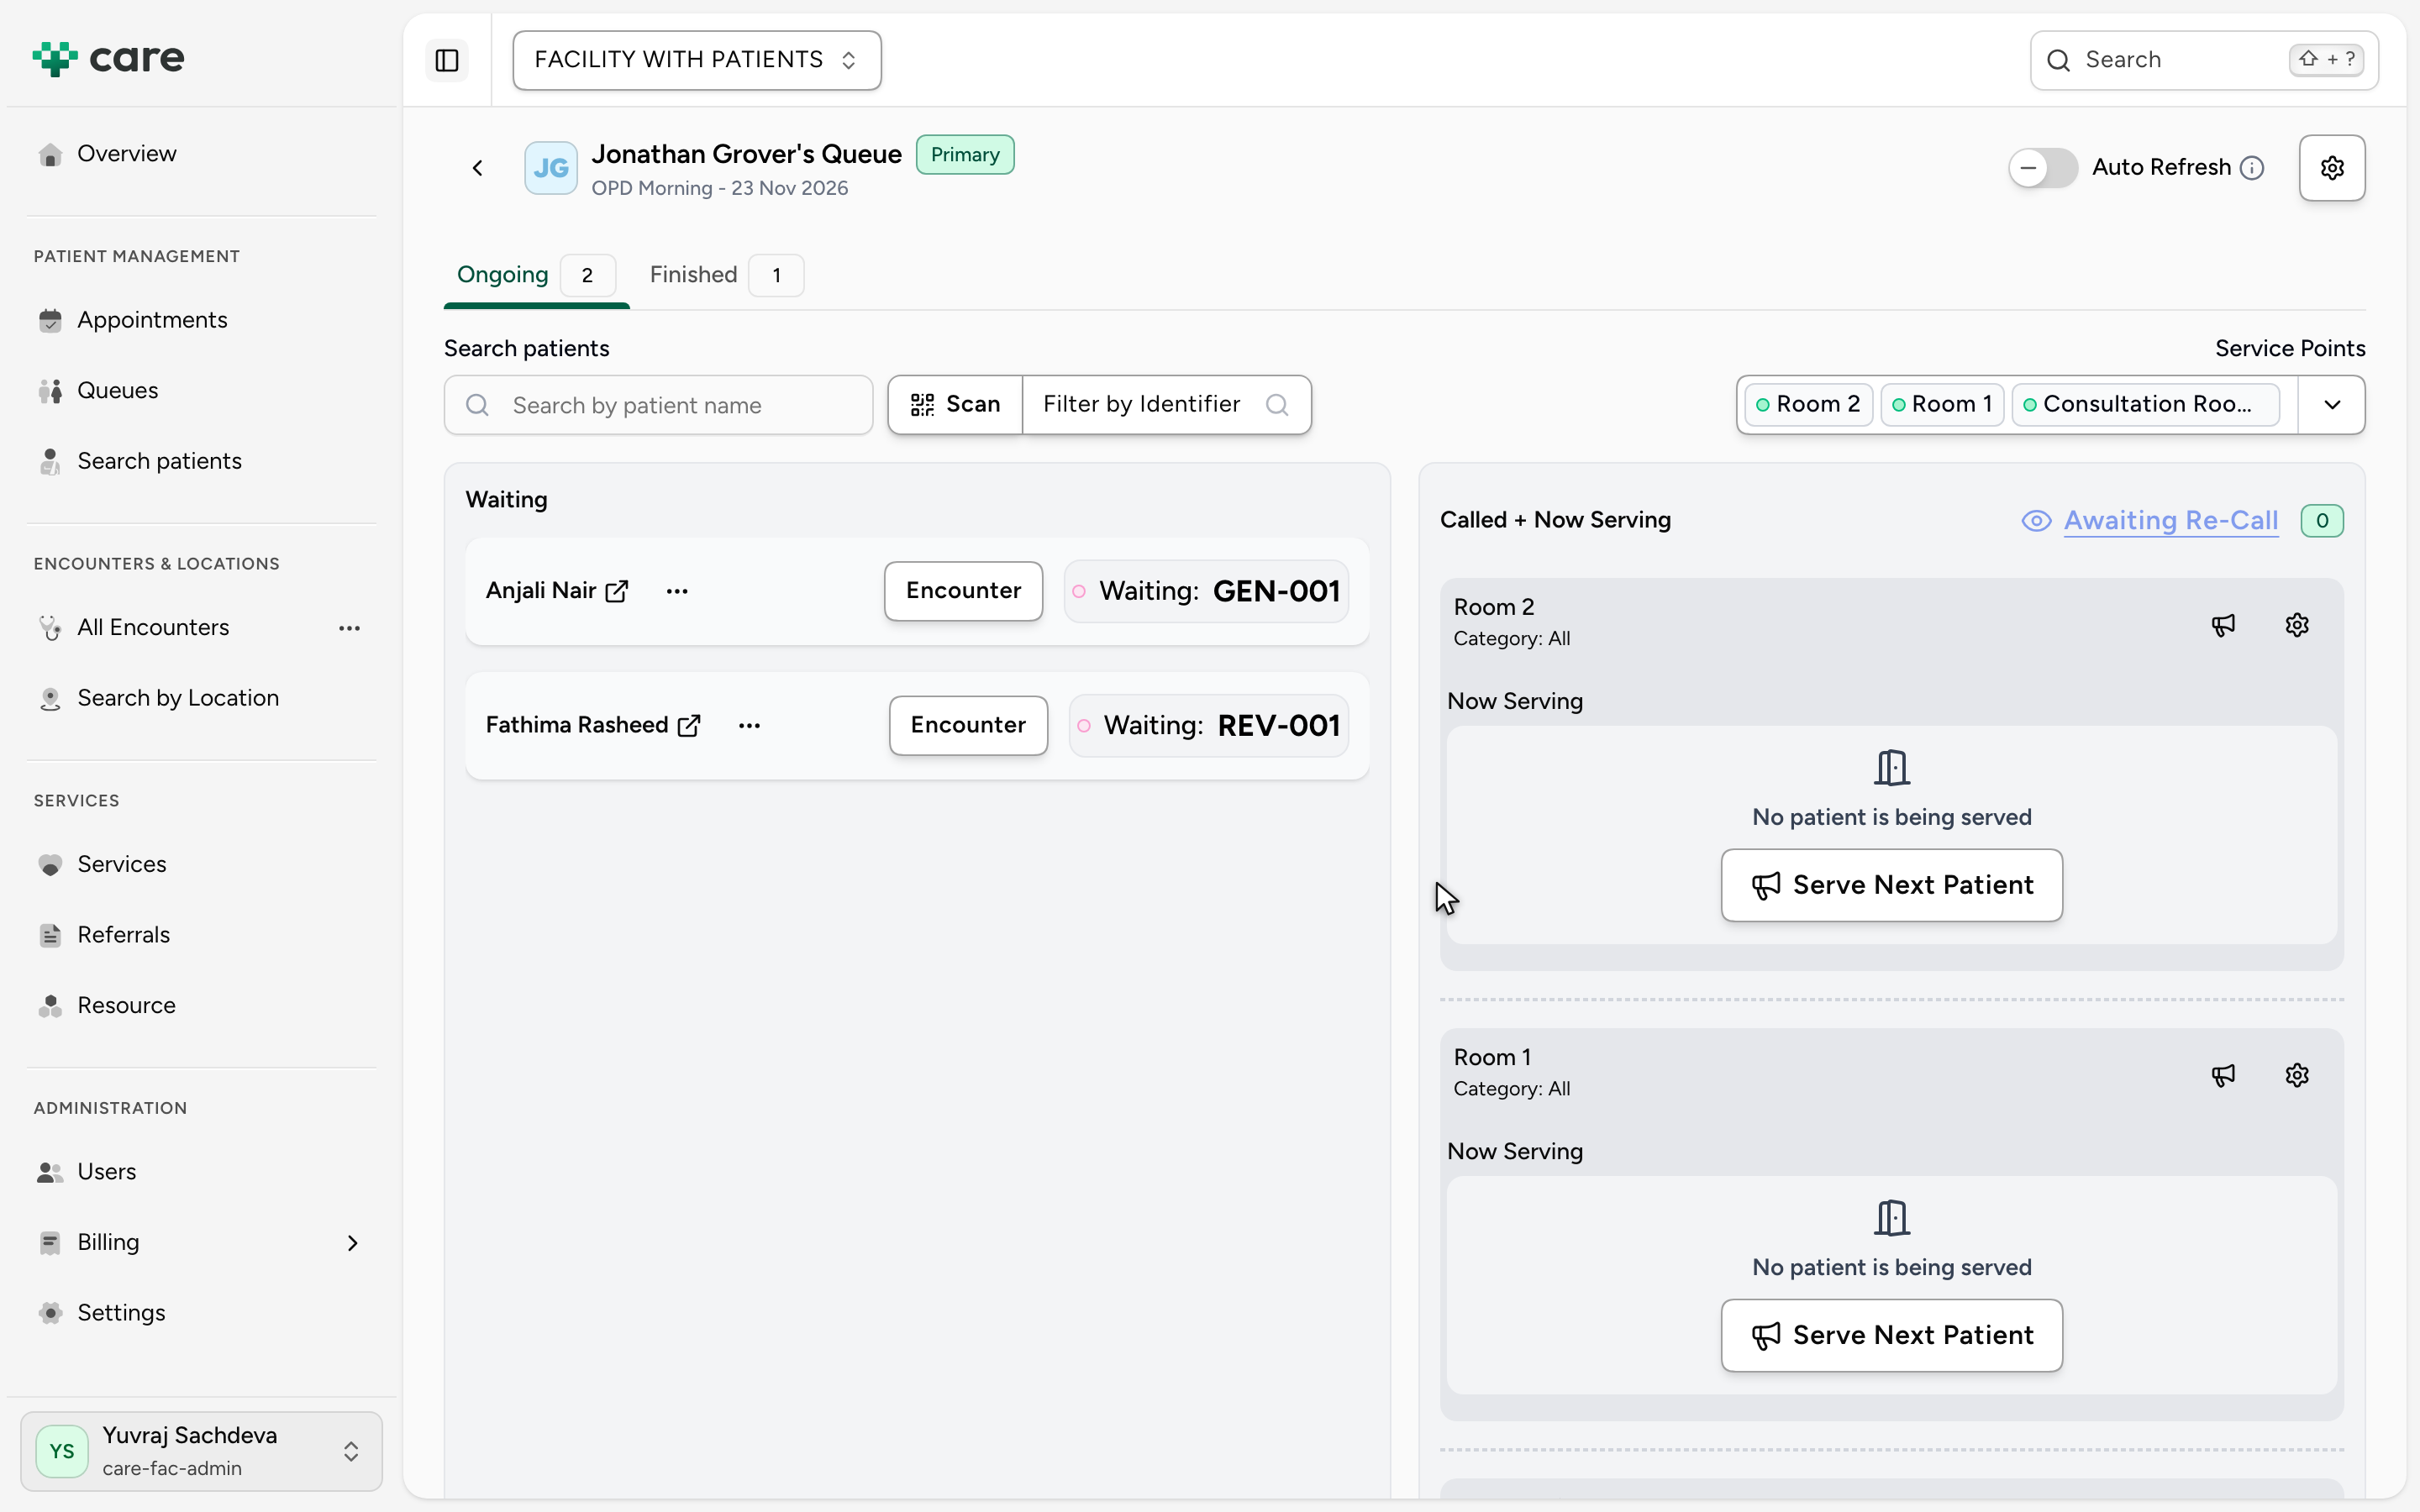 care
FACILITY WITH PATIENTS
Search
+ ?
Overview
PATIENT MANAGEMENT
Appointments
Queues
Search patients
ENCOUNTERS & LOCATIONS
All Encounters
Search by Location
SERVICES
Services
Referrals
Resource
ADMINISTRATION
Users
Billing
Settings
YS
Yuvraj Sachdeva
care-fac-admin
JG
Jonathan Grover's Queue
Primary
OPD Morning - 23 Nov 2026
Auto Refresh
Ongoing 2
Finished 1
Search patients
Service Points
Search by patient name
Scan
Filter by Identifier
Room 2
Room 1
Consultation Roo...
Waiting
Anjali Nair
Encounter
Waiting: GEN-001
Fathima Rasheed
Encounter
Waiting: REV-001
Called + Now Serving
Awaiting Re-Call
0
Room 2
Category: All
Now Serving
No patient is being served
Serve Next Patient
Room 1
Category: All
Now Serving
No patient is being served
Serve Next Patient